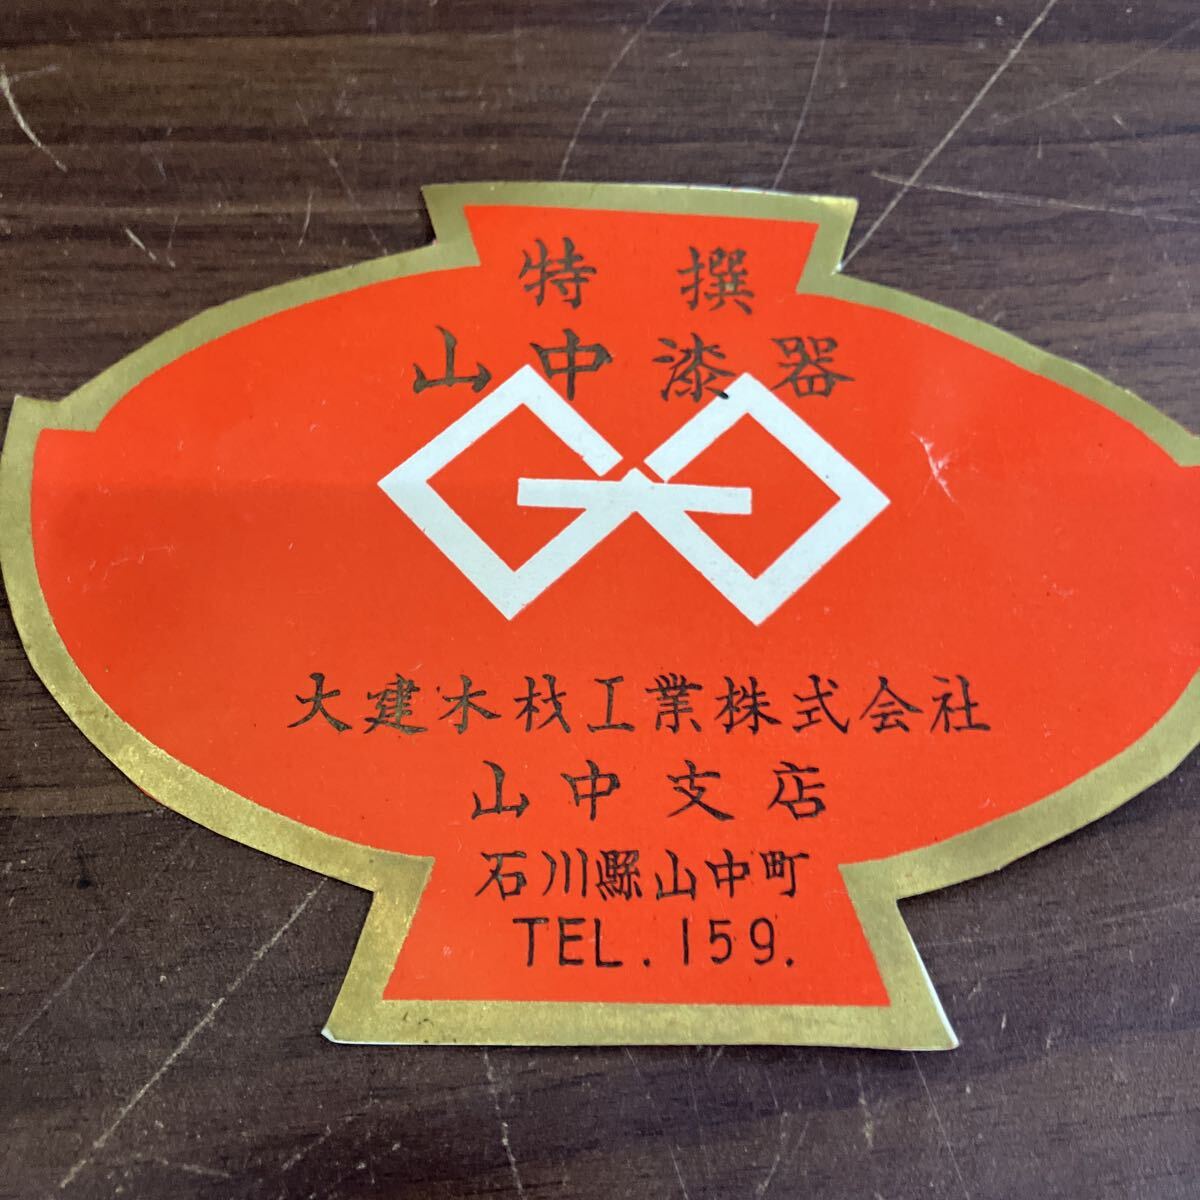 特撰
山中漆器
大建木材工業株式会社
山中支店
石川縣山中町
TEL.159.